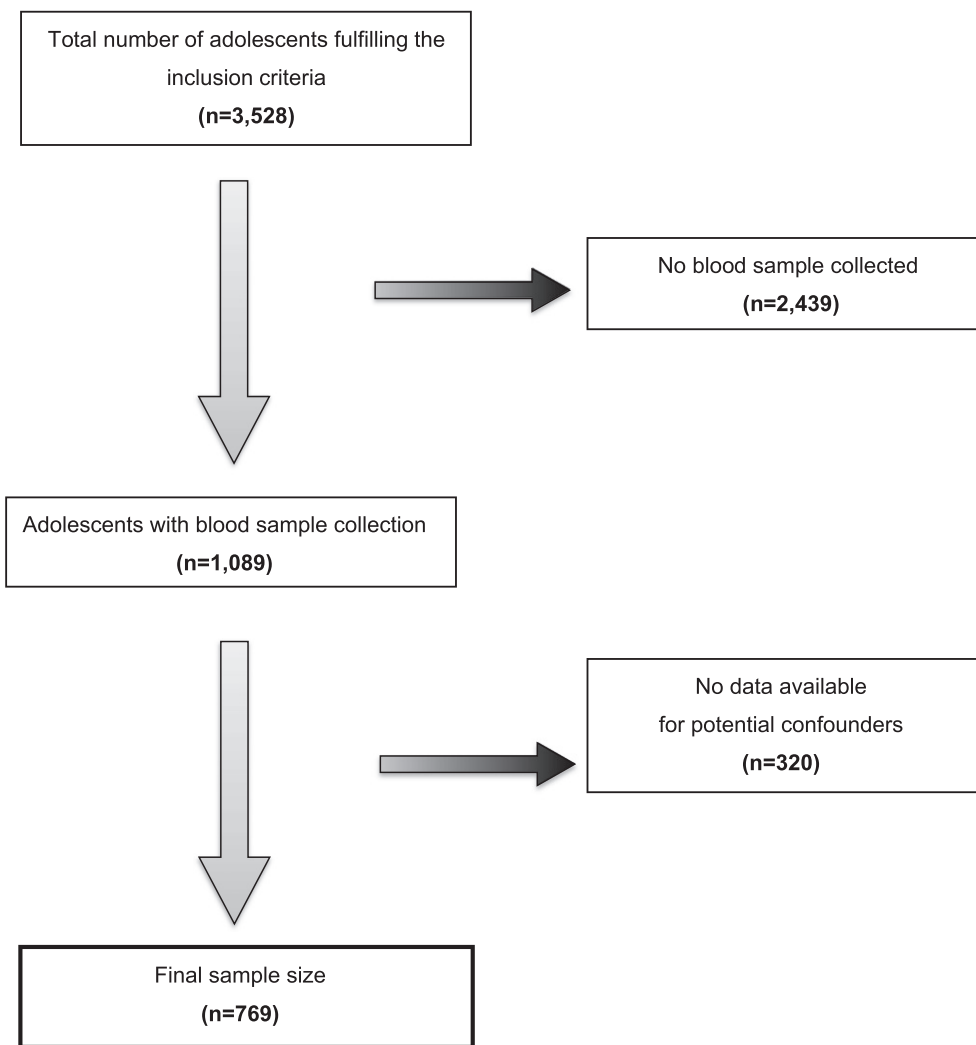 Total number of adolescents fulfilling the
inclusion criteria
(n=3,528)
No blood sample collected
(n=2,439)
Adolescents with blood sample collection
(n=1,089)
No data available
for potential confounders
(n=320)
Final sample size
(n=769)